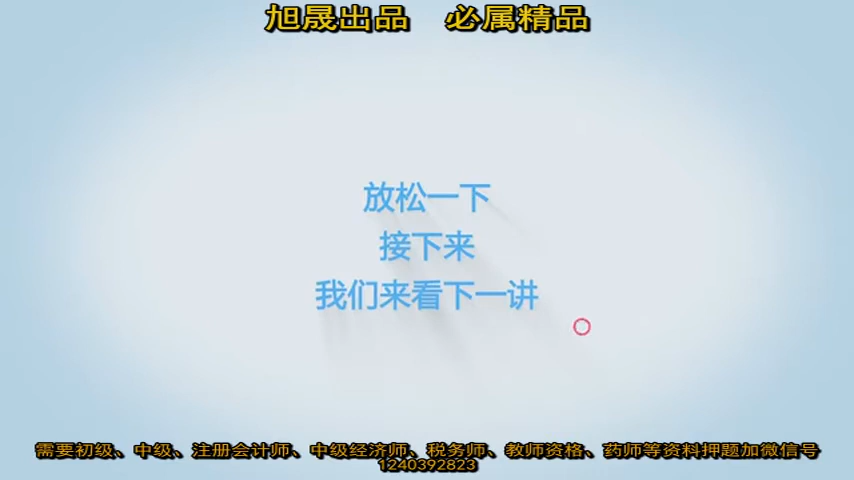 旭晟出品 必属精品
放松一下
接下来
我们来看下一讲
需要初级、中级、注册会计师、中级经济师、税务师、教师资格、药师等资料押题加微信号
1240392823